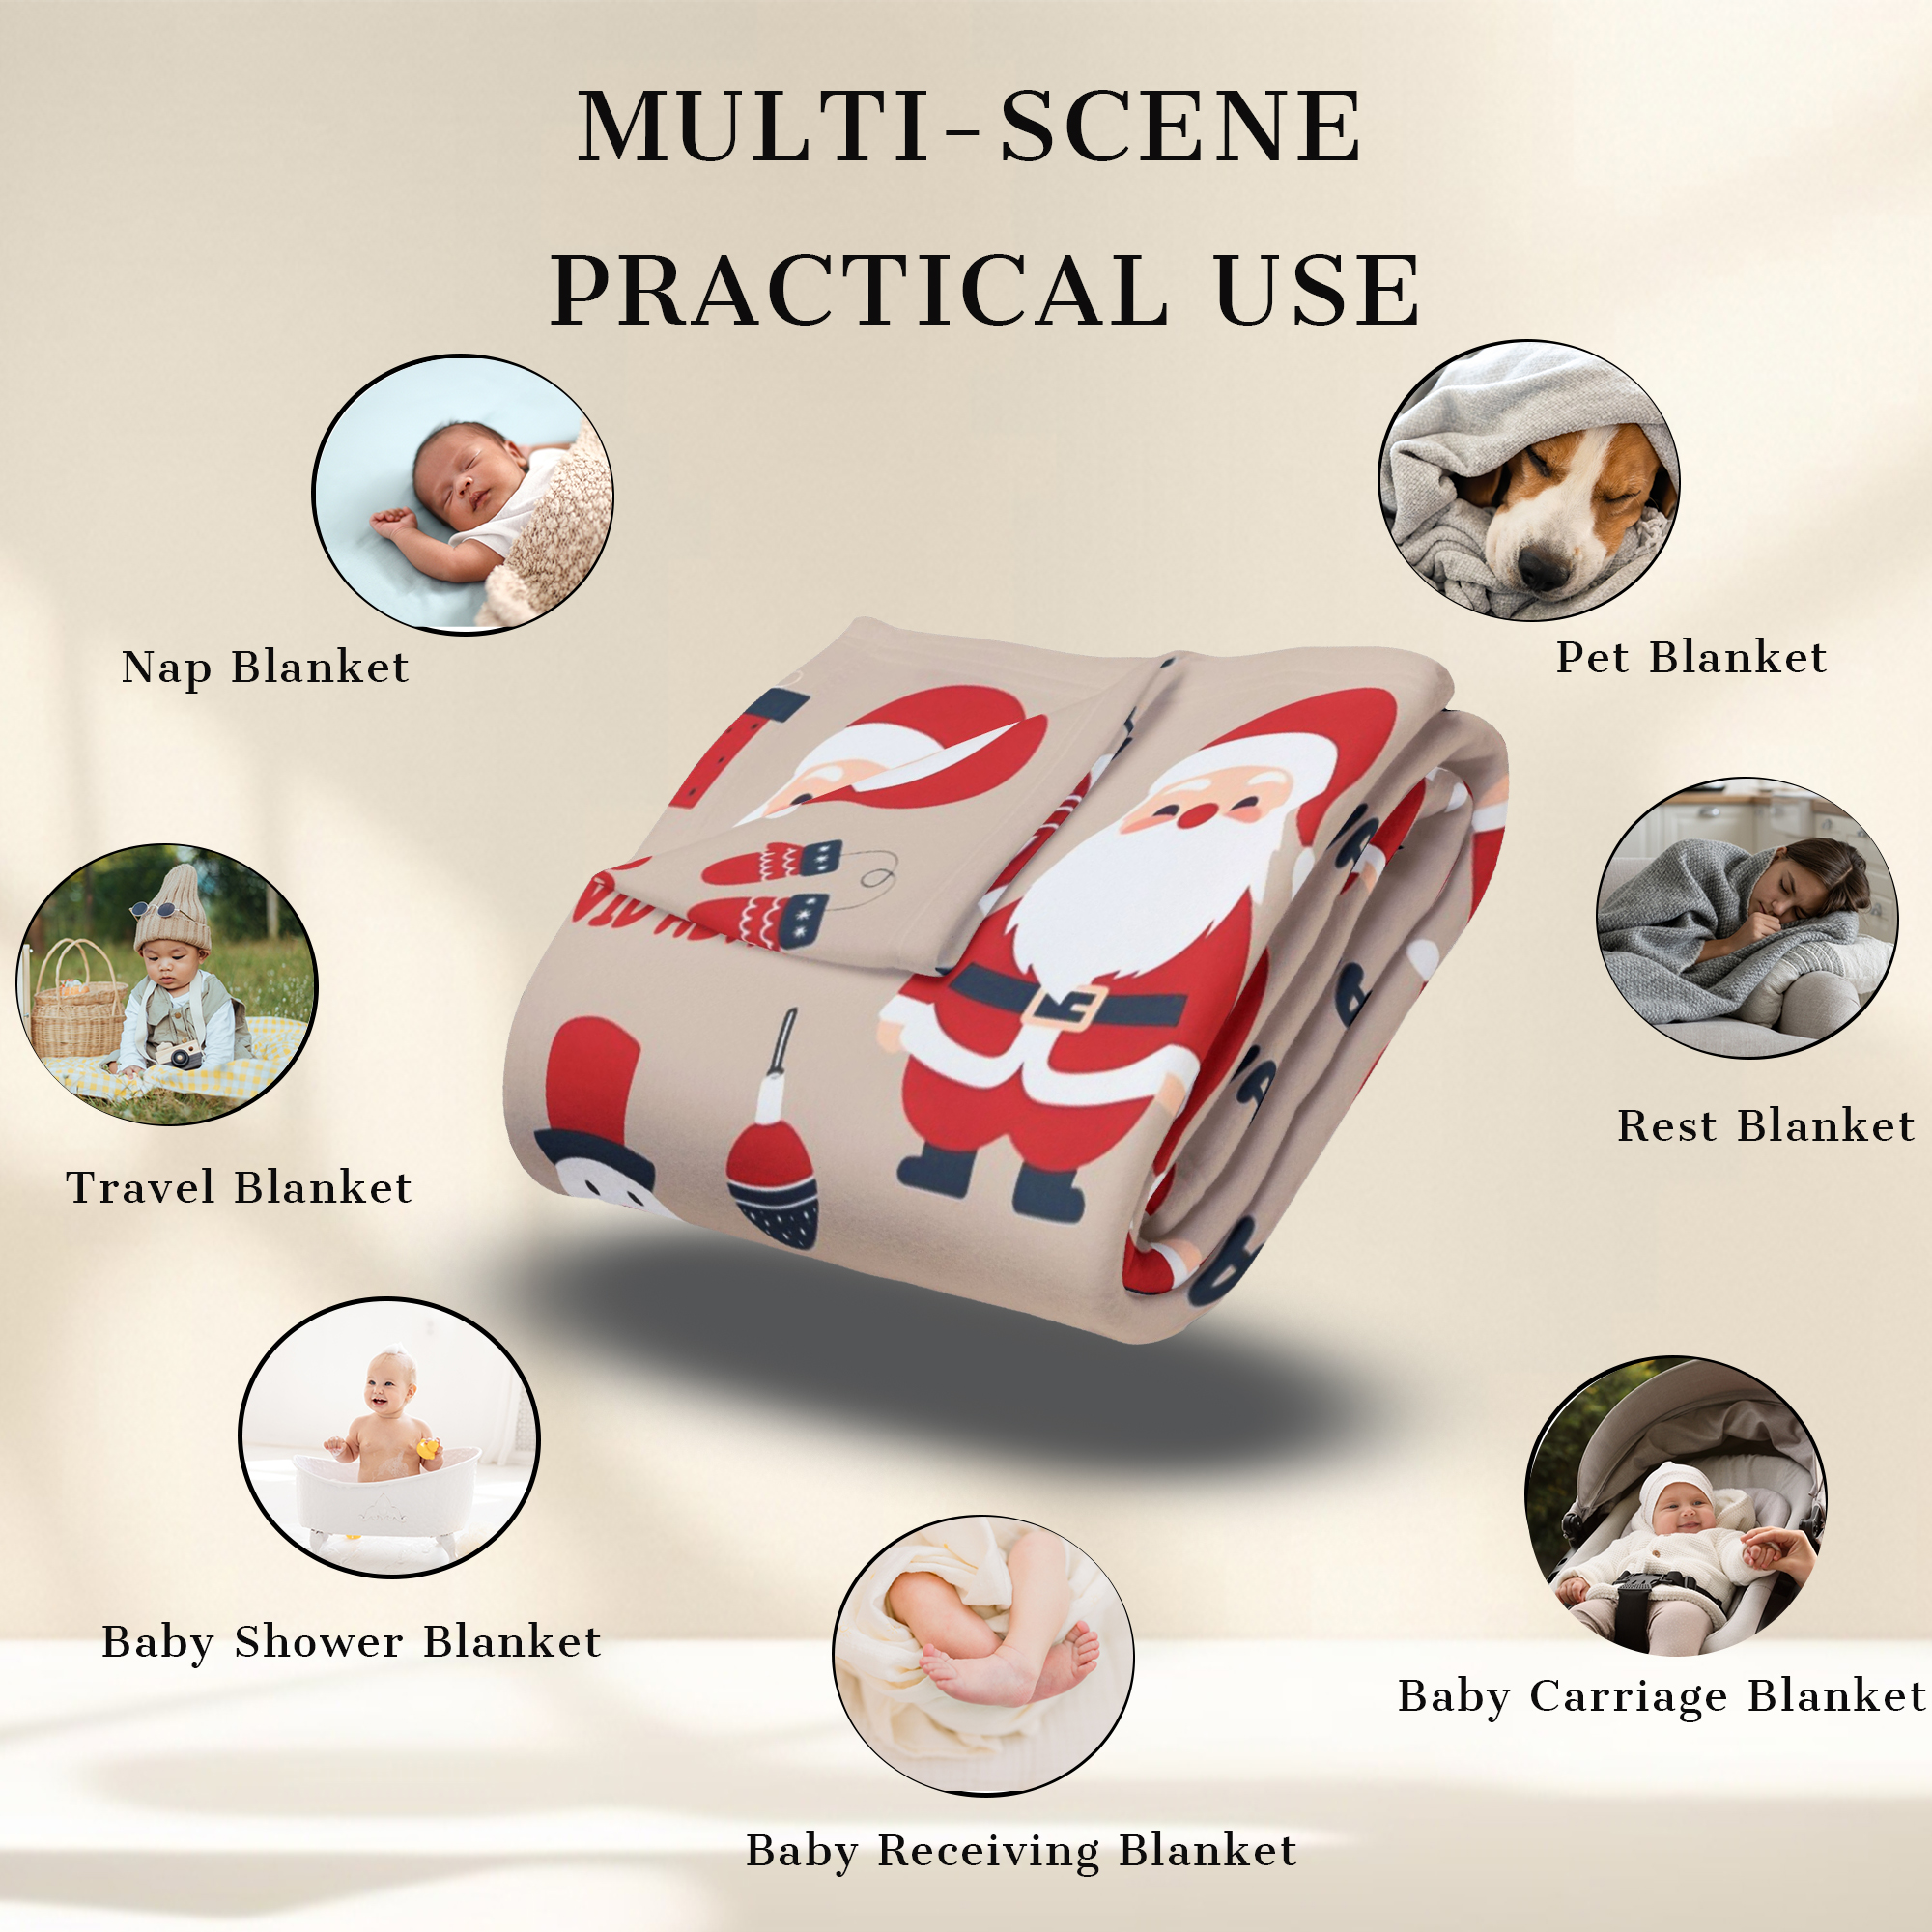 MULTI-SCENE
PRACTICAL USE
Nap Blanket
Pet Blanket
Travel Blanket
Rest Blanket
Baby Shower Blanket
Baby Carriage Blanket
Baby Receiving Blanket